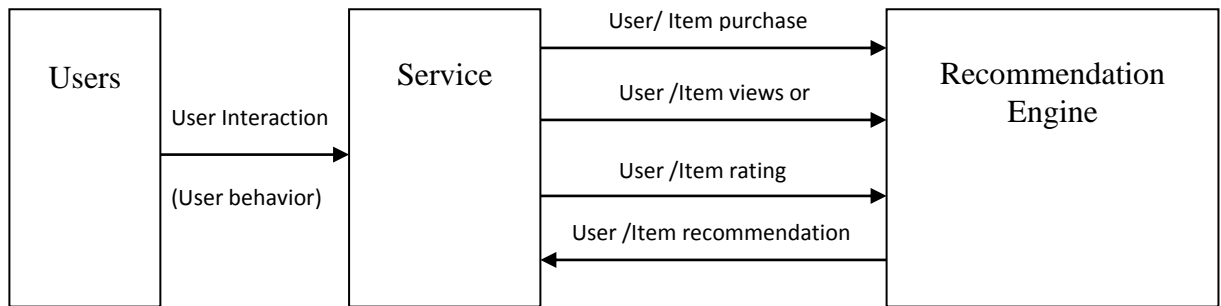 Users
User Interaction
(User behavior)
Service
User/ Item purchase
User /Item views or
User /Item rating
User /Item recommendation
Recommendation
Engine